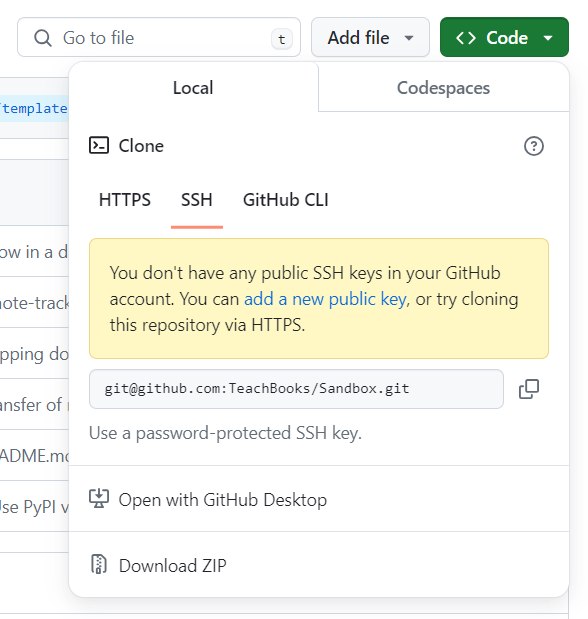 Go to file
t
Add file
Code
Local
Codespaces
template
Clone
HTTPS
SSH
GitHub CLI
You don't have any public SSH keys in your GitHub
account. You can add a new public key, or try cloning
this repository via HTTPS.
git@github.com:TeachBooks/Sandbox.git
Use a password-protected SSH key.
Open with GitHub Desktop
Download ZIP
ow in a d
note-track
pping do
ansfer of
ADME.m
Use PyPI v